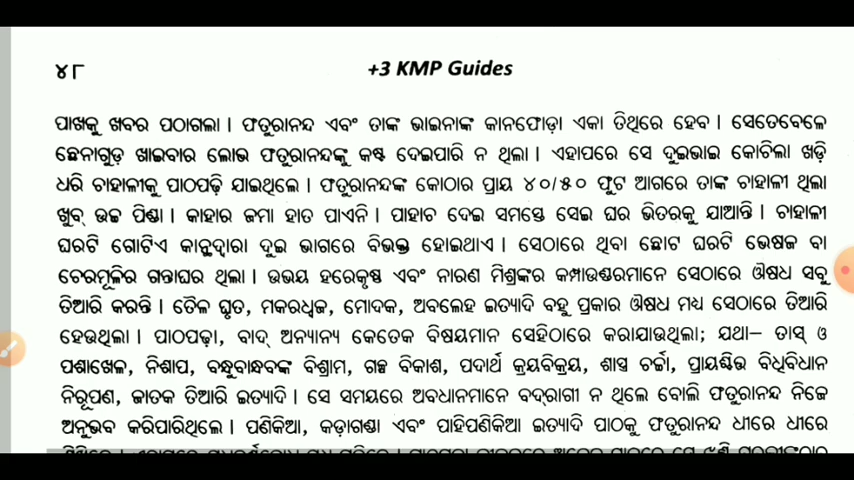 ୪୮
+3 KMP Guides
ପାଖକୁ ଖବର ପଠାଗଲା । ଫତୁରାନନ୍ଦ ଏବଂ ତାଙ୍କ ଭାଇନାଙ୍କ କାନଫୋଡ଼ା ଏକା ତିଥିରେ ହେବ । ସେତେବେଳେ
ଛେନାଗୁଡ଼ ଖାଇବାର ଲୋଭ ଫତୁରାନନ୍ଦଙ୍କୁ କଷ୍ଟ ଦେଇପାରି ନ ଥିଲା । ଏହାପରେ ସେ ଦୁଇଭାଇ କୋଚିଲା ଖଡ଼ି
ଧରି ଚାହାଳୀକୁ ପାଠପଢ଼ି ଯାଇଥିଲେ । ଫତୁରାନନ୍ଦଙ୍କ କୋଠାର ପ୍ରାୟ ୪୦/୫୦ ଫୁଟ ଆଗରେ ତାଙ୍କ ଚାହାଳୀ ଥିଲା
ଖୁବ୍ ଉଚ୍ଚ ପିଣ୍ଡା । କାହାର ଜମା ହାତ ପାଏନି । ପାହାଚ ଦେଇ ସମସ୍ତେ ସେଇ ଘର ଭିତରକୁ ଯାଆନ୍ତି । ଚାହାଳୀ
ଘରଟି ଗୋଟିଏ କାନ୍ଥଦ୍ୱାରା ଦୁଇ ଭାଗରେ ବିଭକ୍ତ ହୋଇଥାଏ । ସେଠାରେ ଥିବା ଛୋଟ ଘରଟି ଭେଷଜ ବା
ଚେରମୂଳିର ଗନ୍ତାଘର ଥିଲା । ଉଭୟ ହରେକୃଷ୍ଣ ଏବଂ ନାରଣ ମିଶ୍ରଙ୍କର କମ୍ପାଉଣ୍ଡରମାନେ ସେଠାରେ ଔଷଧ ସବୁ
ତିଆରି କରନ୍ତି । ତୈଳ ଘୃତ, ମକରଧ୍ୱଜ, ମୋଦକ, ଅବଲେହ ଇତ୍ୟାଦି ବହୁ ପ୍ରକାର ଔଷଧ ମଧ୍ୟ ସେଠାରେ ତିଆରି
ହେଉଥିଲା । ପାଠପଢ଼ା, ବାଦ୍ ଅନ୍ୟାନ୍ୟ କେତେକ ବିଷୟମାନ ସେହିଠାରେ କରାଯାଉଥିଲା; ଯଥା– ତାସ୍ ଓ
ପଶାଖେଳ, ନିଶାପ, ବନ୍ଧୁବାନ୍ଧବଙ୍କ ବିଶ୍ରାମ, ଗଳ୍ପ ବିକାଶ, ପଦାର୍ଥ କ୍ରୟବିକ୍ରୟ, ଶାସ୍ତ୍ର ଚର୍ଚ୍ଚା, ପ୍ରାୟଶ୍ଚିତ୍ତ ବିଧିବିଧାନ
ନିରୂପଣ, ଜାତକ ତିଆରି ଇତ୍ୟାଦି । ସେ ସମୟରେ ଅବଧାନମାନେ ବଦ୍‌ରାଗୀ ନ ଥିଲେ ବୋଲି ଫତୁରାନନ୍ଦ ନିଜେ
ଅନୁଭବ କରିପାରିଥିଲେ । ପଣିକିଆ, କଡ଼ାଗଣ୍ଡା ଏବଂ ପାହିପଣିକିଆ ଇତ୍ୟାଦି ପାଠକୁ ଫତୁରାନନ୍ଦ ଧୀରେ ଧୀରେ